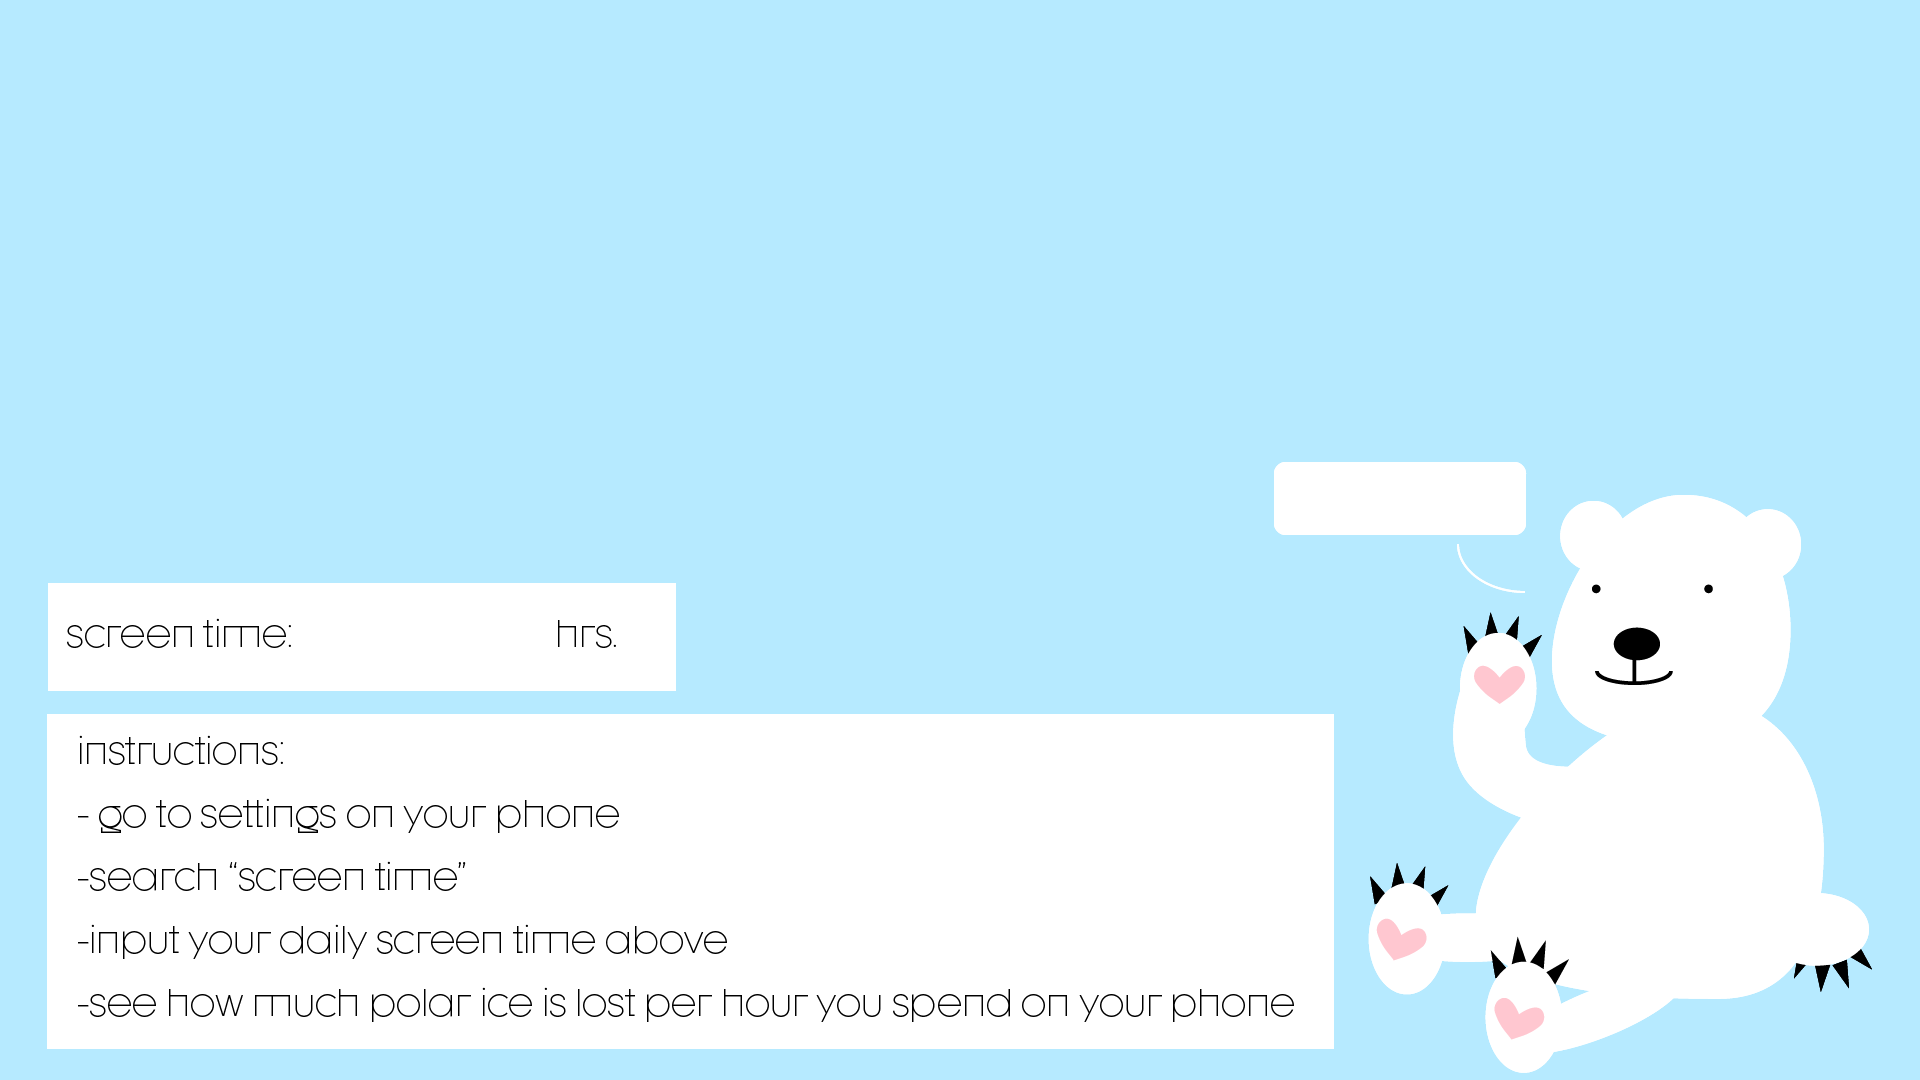 screen time: hrs.
instructions:
- go to settings on your phone
-search “screen time”
-input your daily screen time above
-see how much polar ice is lost per hour you spend on your phone